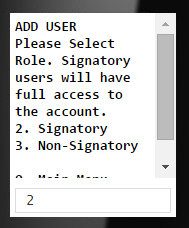 ADD USER
Please Select
Role. Signatory
users will have
full access to
the account.
2. Signatory
3. Non-Signatory
2